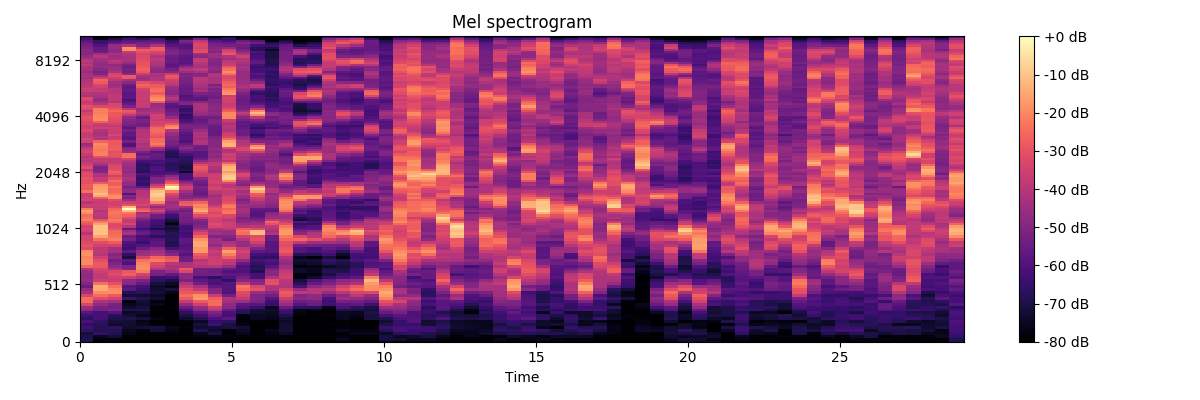 Mel spectrogram
8192
4096
2048
1024
512
0
Hz
0 5 10 15 20 25
Time
+0 dB
-10 dB
-20 dB
-30 dB
-40 dB
-50 dB
-60 dB
-70 dB
-80 dB